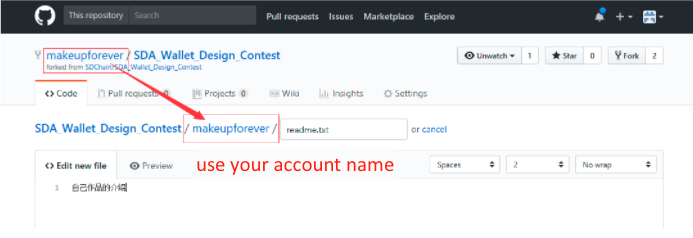 This repository Search Pull requests Issues Marketplace Explore
makeupforever / SDA_Wallet_Design_Contest Unwatch 1 Star 0 Fork 2
forked from SDChain/SDA_Wallet_Design_Contest
Code Pull requests 0 Projects 0 Wiki Insights Settings
SDA_Wallet_Design_Contest / makeupforever / readme.txt or cancel
Edit new file Preview use your account name Spaces 2 No wrap
1 自己作品的介绍